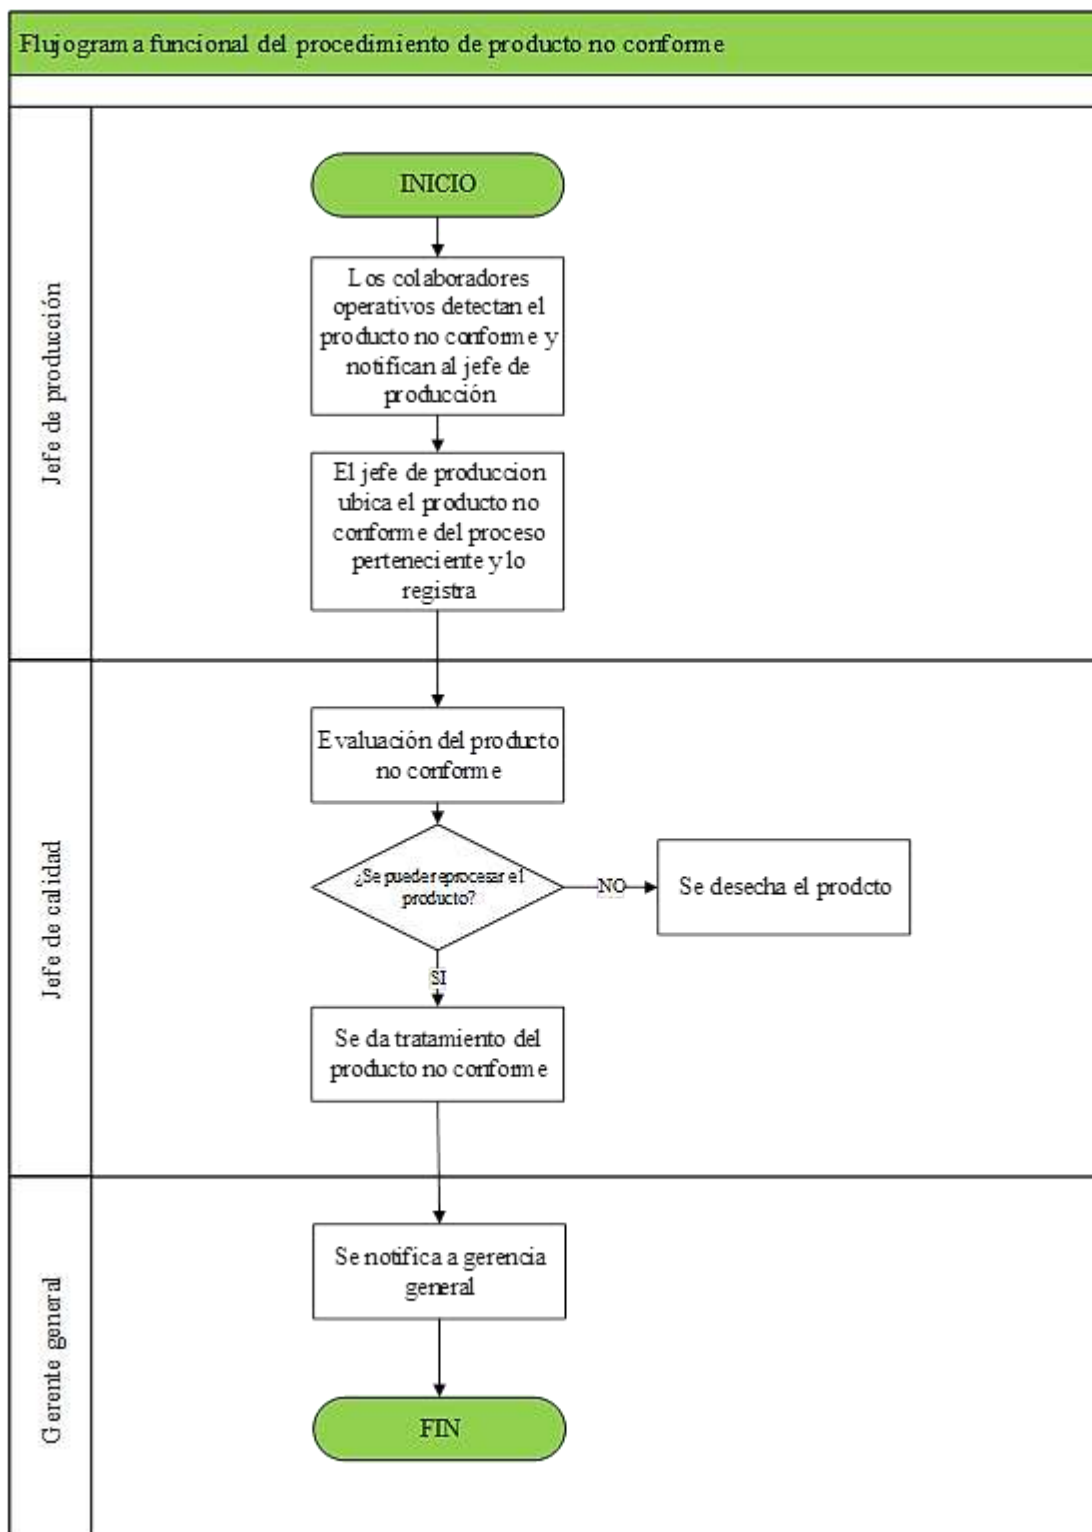 Flujograma funcional del procedimiento de producto no conforme
Jefe de producción
INICIO
Los colaboradores
operativos detectan el
producto no conforme y
notifican al jefe de
producción
El jefe de produccion
ubica el producto no
conforme del proceso
perteneciente y lo
registra
Jefe de calidad
Evaluación del producto
no conforme
¿Se puede reprocesar el
producto?
NO
Se desecha el prodcto
SI
Se da tratamiento del
producto no conforme
Gerente general
Se notifica a gerencia
general
FIN